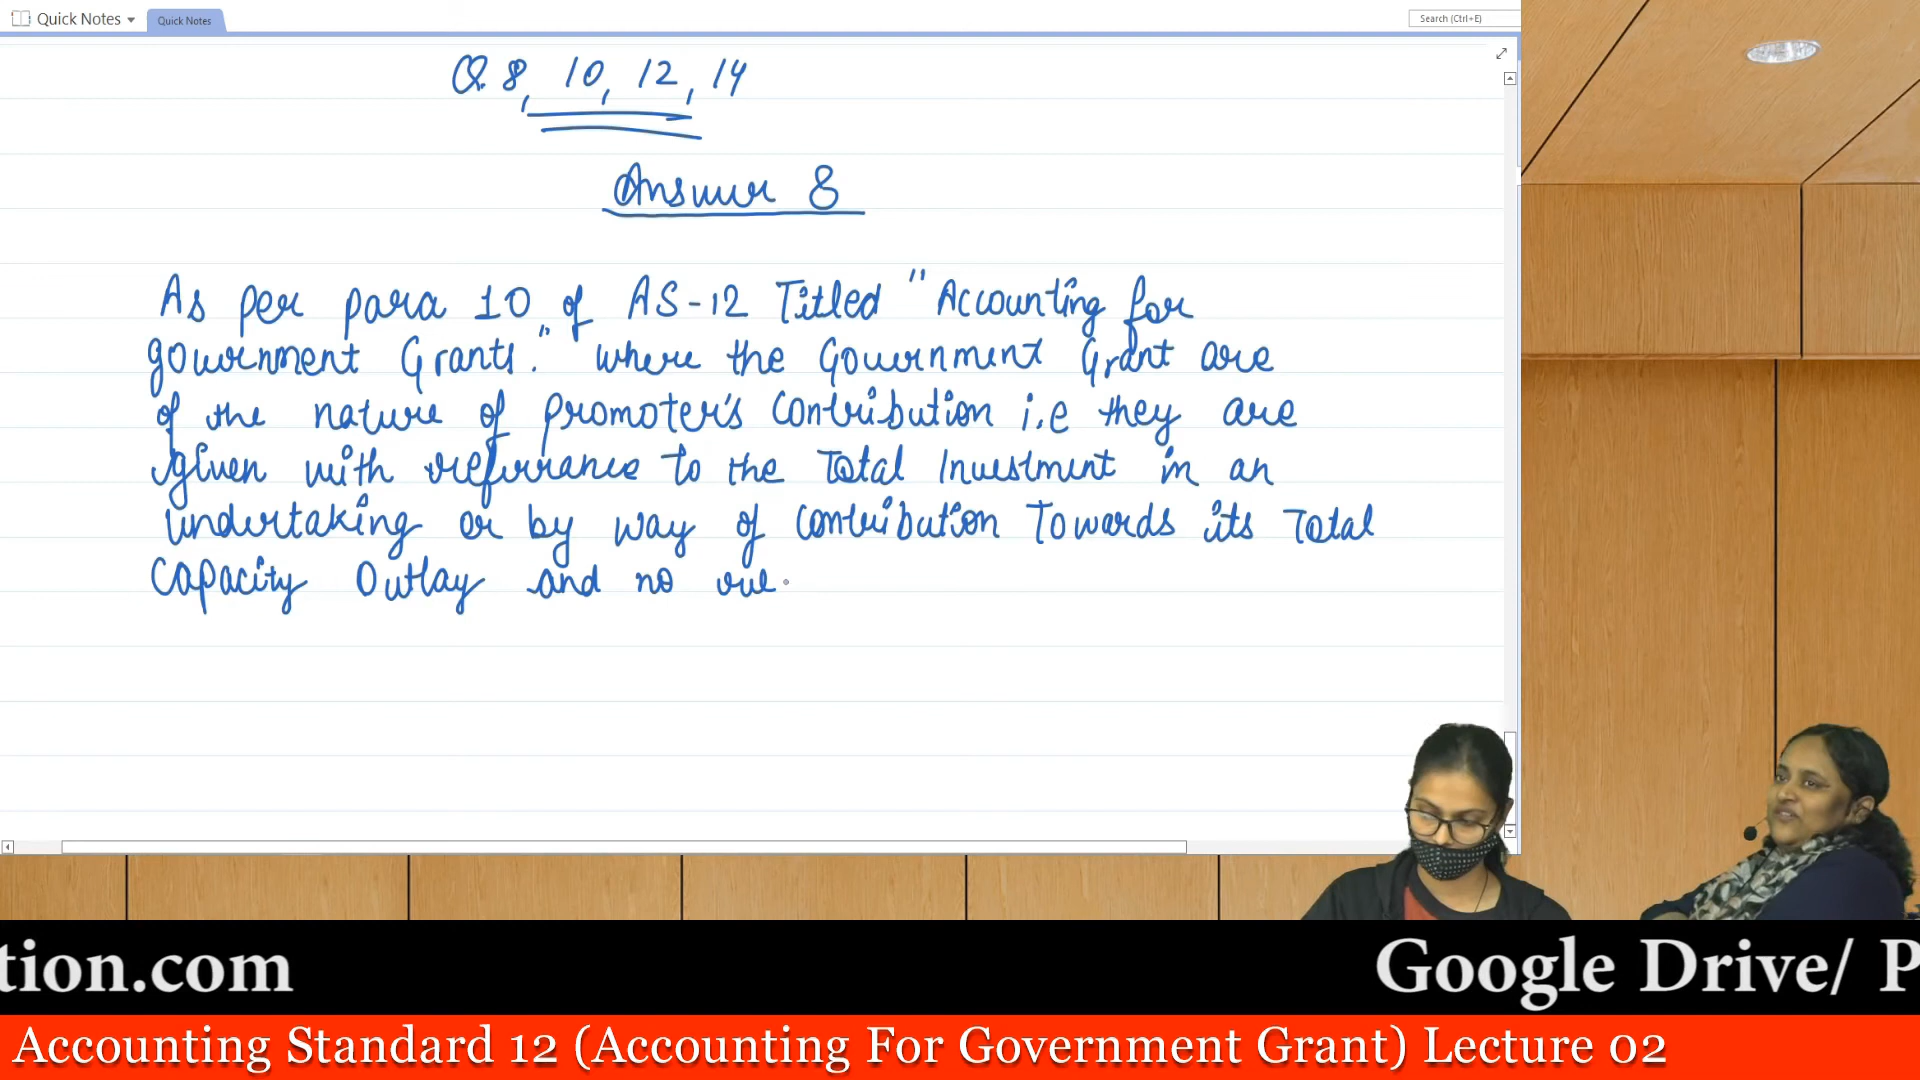 Quick Notes
Quick Notes
Search (Ctrl+E)
Q. 8, 10, 12, 14
Answer 8
As per para 10 of AS-12 Titled "Accounting for
government Grants." where the Government Grant are
of the nature of promoter's contribution i.e they are
given with referrance to the Total Investment in an
undertaking or by way of contribution Towards its Total
Capacity Outlay and no
tion.com
Google Drive/ P
Accounting Standard 12 (Accounting For Government Grant) Lecture 02